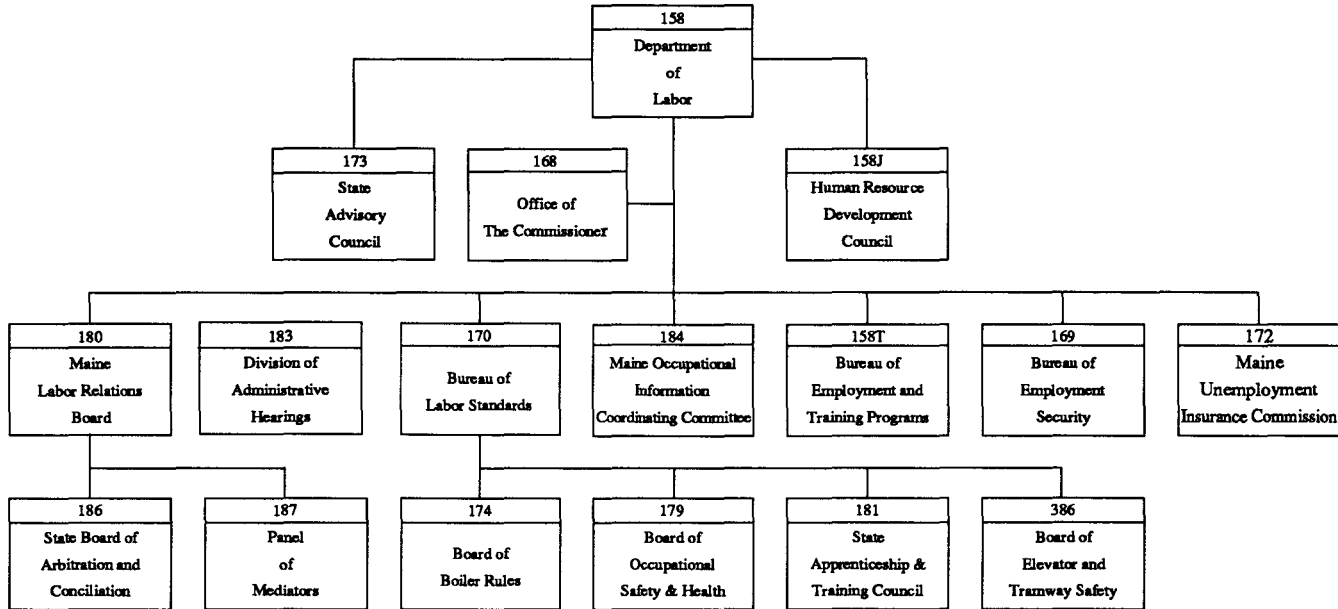 158
Department
of
Labor
173
State
Advisory
Council
168
Office of
The Commissioner
158J
Human Resource
Development
Council
180
Maine
Labor Relations
Board
183
Division of
Administrative
Hearings
170
Bureau of
Labor Standards
184
Maine Occupational
Information
Coordinating Committee
158T
Bureau of
Employment and
Training Programs
169
Bureau of
Employment
Security
172
Maine
Unemployment
Insurance Commission
186
State Board of
Arbitration and
Conciliation
187
Panel
of
Mediators
174
Board of
Boiler Rules
179
Board of
Occupational
Safety & Health
181
State
Apprenticeship &
Training Council
386
Board of
Elevator and
Tramway Safety